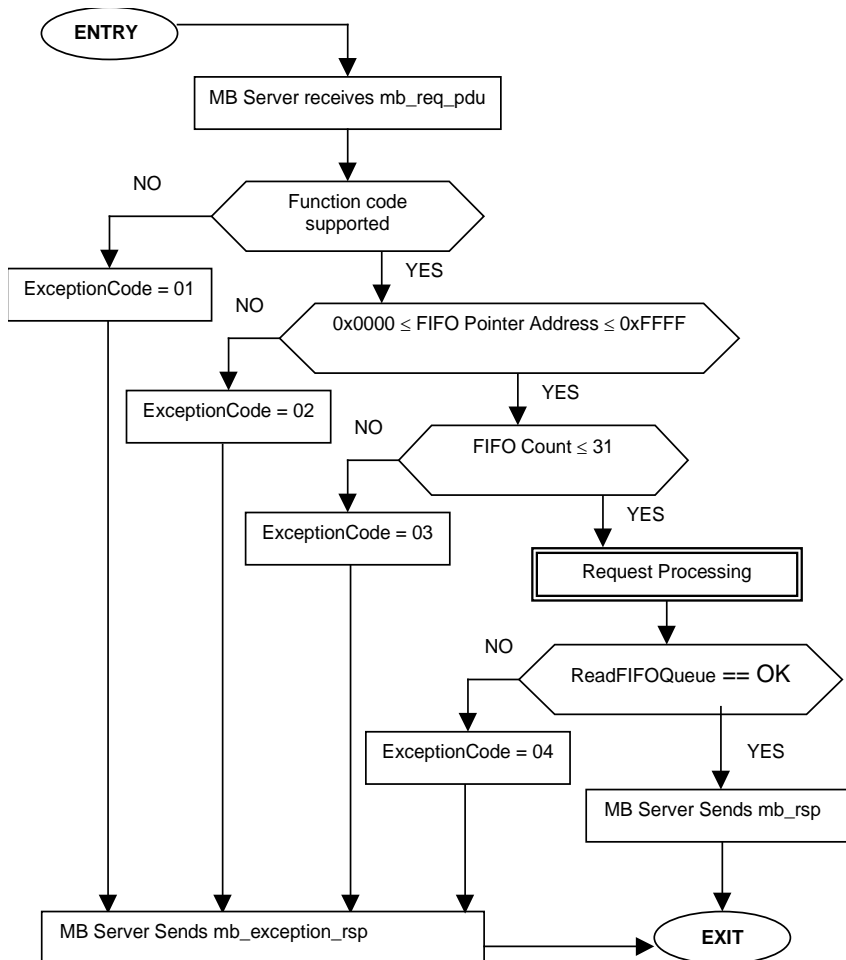 ENTRY
MB Server receives mb_req_pdu
NO
Function code
supported
YES
ExceptionCode = 01
NO
0x0000 ≤ FIFO Pointer Address ≤ 0xFFFF
YES
ExceptionCode = 02
NO
FIFO Count ≤ 31
YES
ExceptionCode = 03
Request Processing
NO
ReadFIFOQueue == OK
YES
ExceptionCode = 04
MB Server Sends mb_rsp
MB Server Sends mb_exception_rsp
EXIT